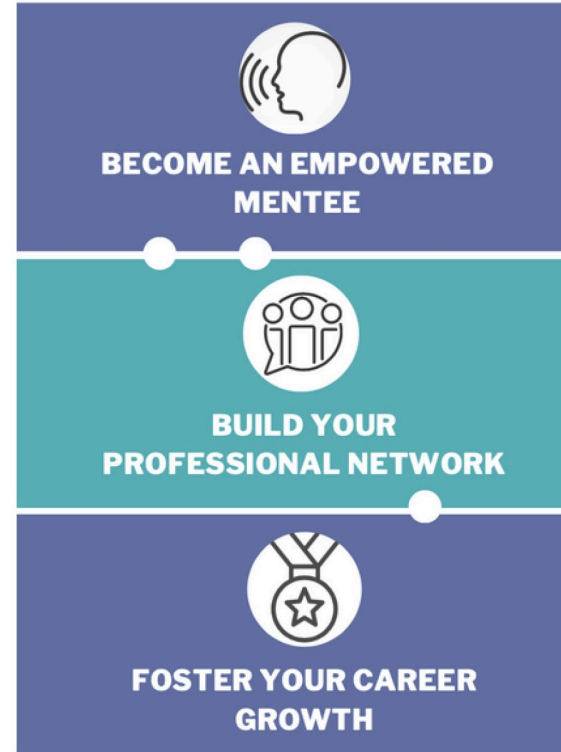 BECOME AN EMPOWERED
MENTEE
BUILD YOUR
PROFESSIONAL NETWORK
FOSTER YOUR CAREER
GROWTH